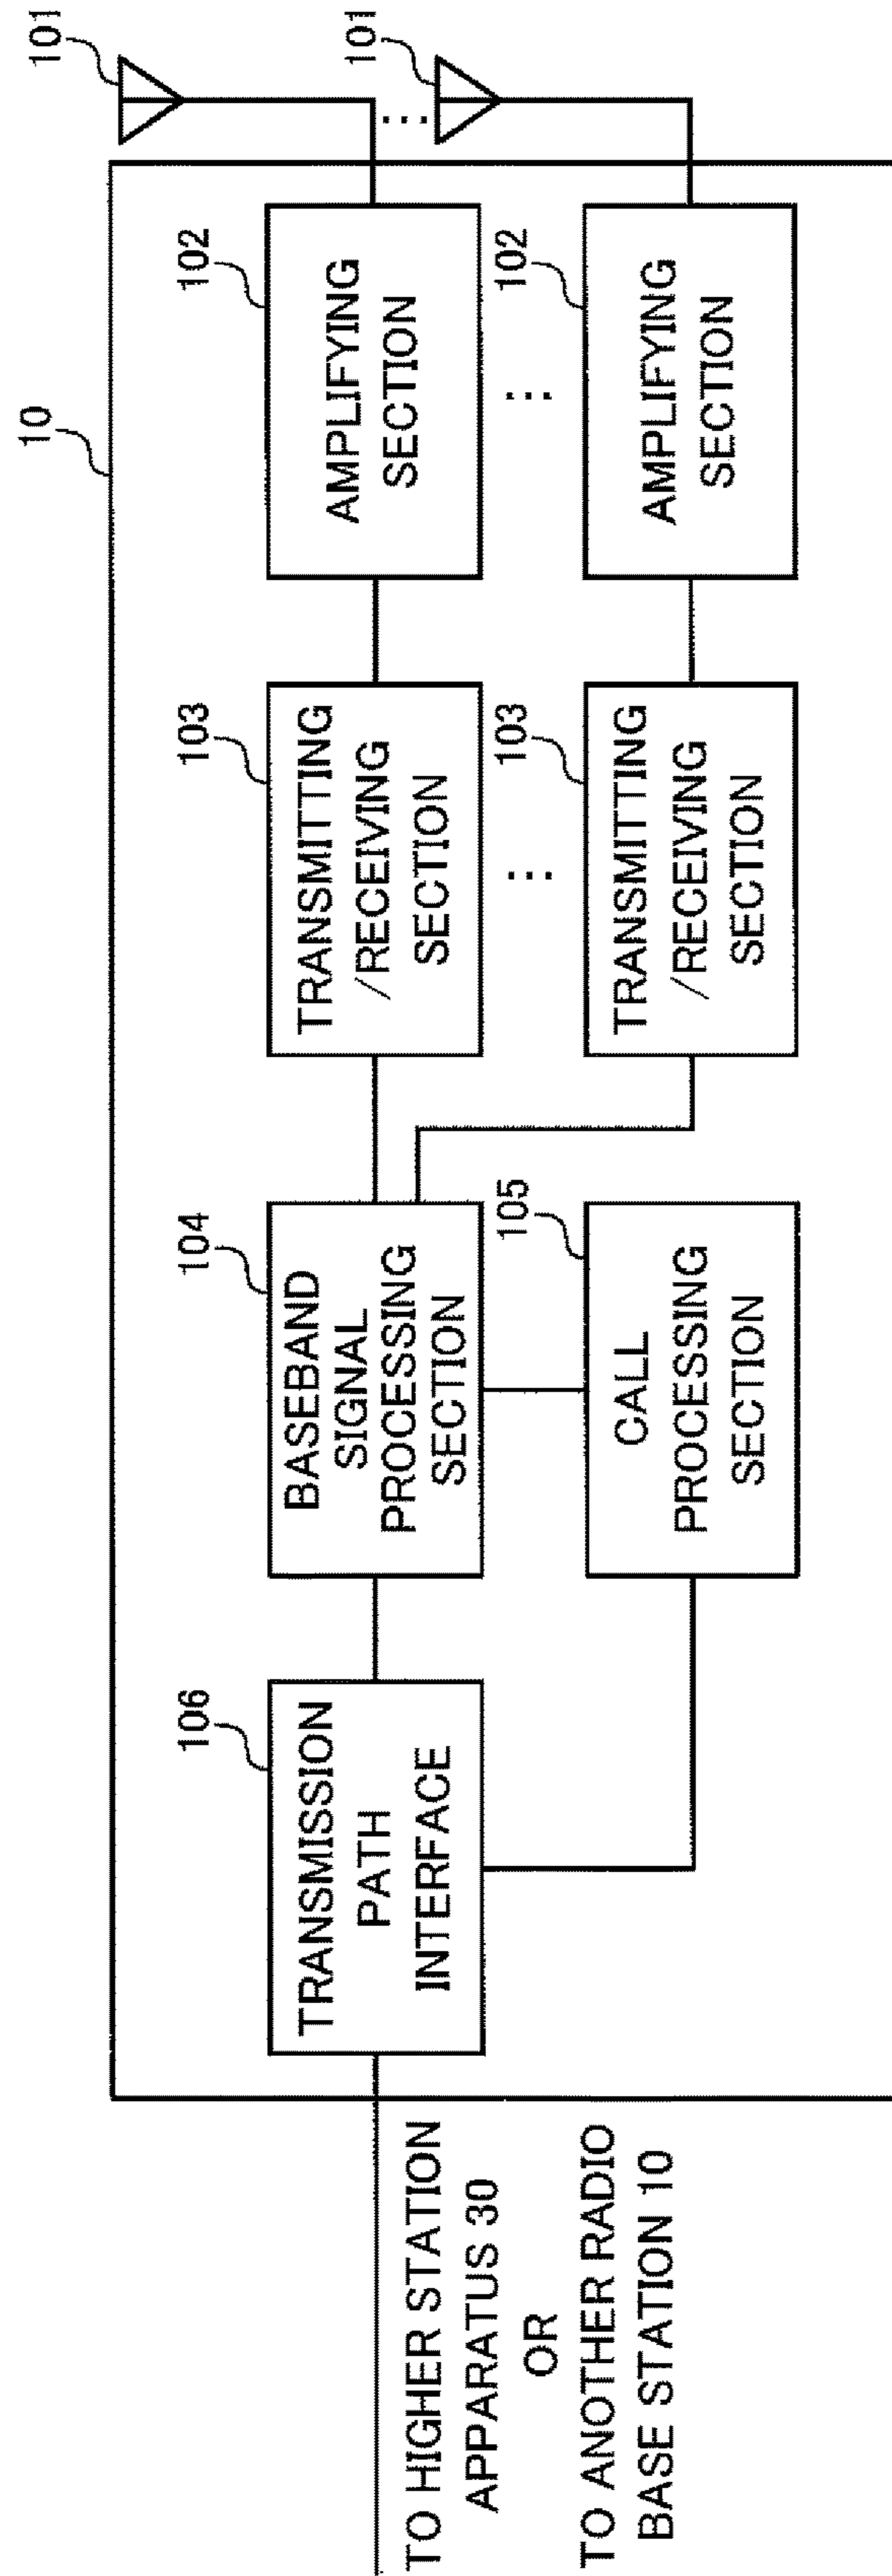 10
101
101
106
TRANSMISSION
PATH
INTERFACE
104
BASEBAND
SIGNAL
PROCESSING
SECTION
103
TRANSMITTING
/RECEIVING
SECTION
102
AMPLIFYING
SECTION
...
...
...
105
CALL
PROCESSING
SECTION
103
TRANSMITTING
/RECEIVING
SECTION
102
AMPLIFYING
SECTION
TO HIGHER STATION
APPARATUS 30
OR
TO ANOTHER RADIO
BASE STATION 10